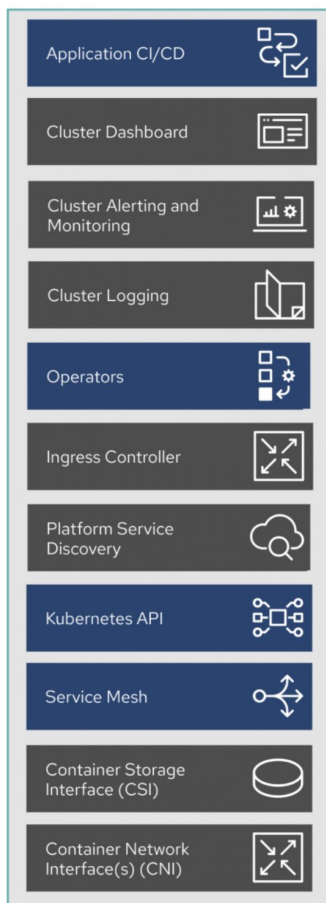 Application CI/CD
Cluster Dashboard
Cluster Alerting and
Monitoring
Cluster Logging
Operators
Ingress Controller
Platform Service
Discovery
Kubernetes API
Service Mesh
Container Storage
Interface (CSI)
Container Network
Interface(s) (CNI)